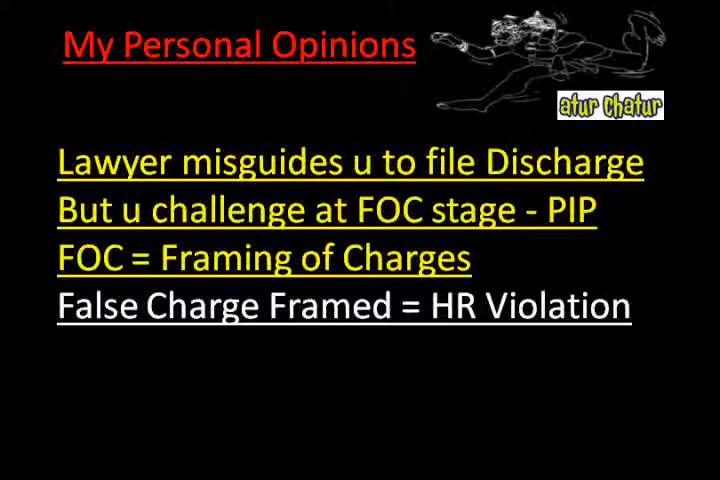 My Personal Opinions
atur chatur
Lawyer misguides u to file Discharge
But u challenge at FOC stage - PIP
FOC = Framing of Charges
False Charge Framed = HR Violation